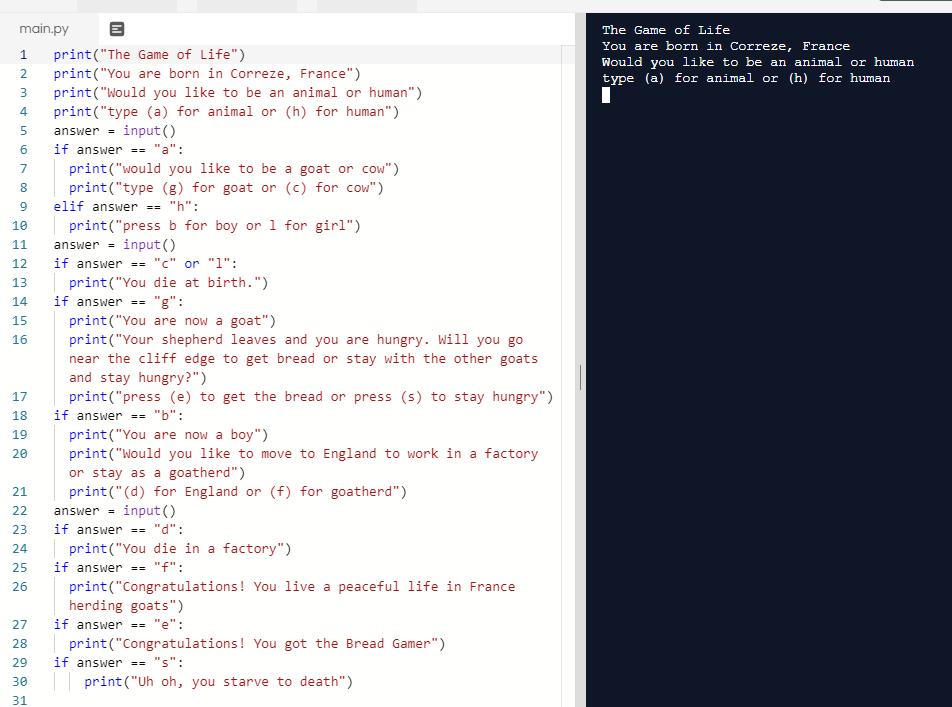 main.py
1 print("The Game of Life")
2 print("You are born in Correze, France")
3 print("Would you like to be an animal or human")
4 print("type (a) for animal or (h) for human")
5 answer = input()
6 if answer == "a":
7   print("would you like to be a goat or cow")
8   print("type (g) for goat or (c) for cow")
9 elif answer == "h":
10   print("press b for boy or l for girl")
11 answer = input()
12 if answer == "c" or "l":
13   print("You die at birth.")
14 if answer == "g":
15   print("You are now a goat")
16   print("Your shepherd leaves and you are hungry. Will you go
near the cliff edge to get bread or stay with the other goats
and stay hungry?")
17   print("press (e) to get the bread or press (s) to stay hungry")
18 if answer == "b":
19   print("You are now a boy")
20   print("Would you like to move to England to work in a factory
or stay as a goatherd")
21   print("(d) for England or (f) for goatherd")
22 answer = input()
23 if answer == "d":
24   print("You die in a factory")
25 if answer == "f":
26   print("Congratulations! You live a peaceful life in France
herding goats")
27 if answer == "e":
28   print("Congratulations! You got the Bread Gamer")
29 if answer == "s":
30     print("Uh oh, you starve to death")
31
The Game of Life
You are born in Correze, France
Would you like to be an animal or human
type (a) for animal or (h) for human